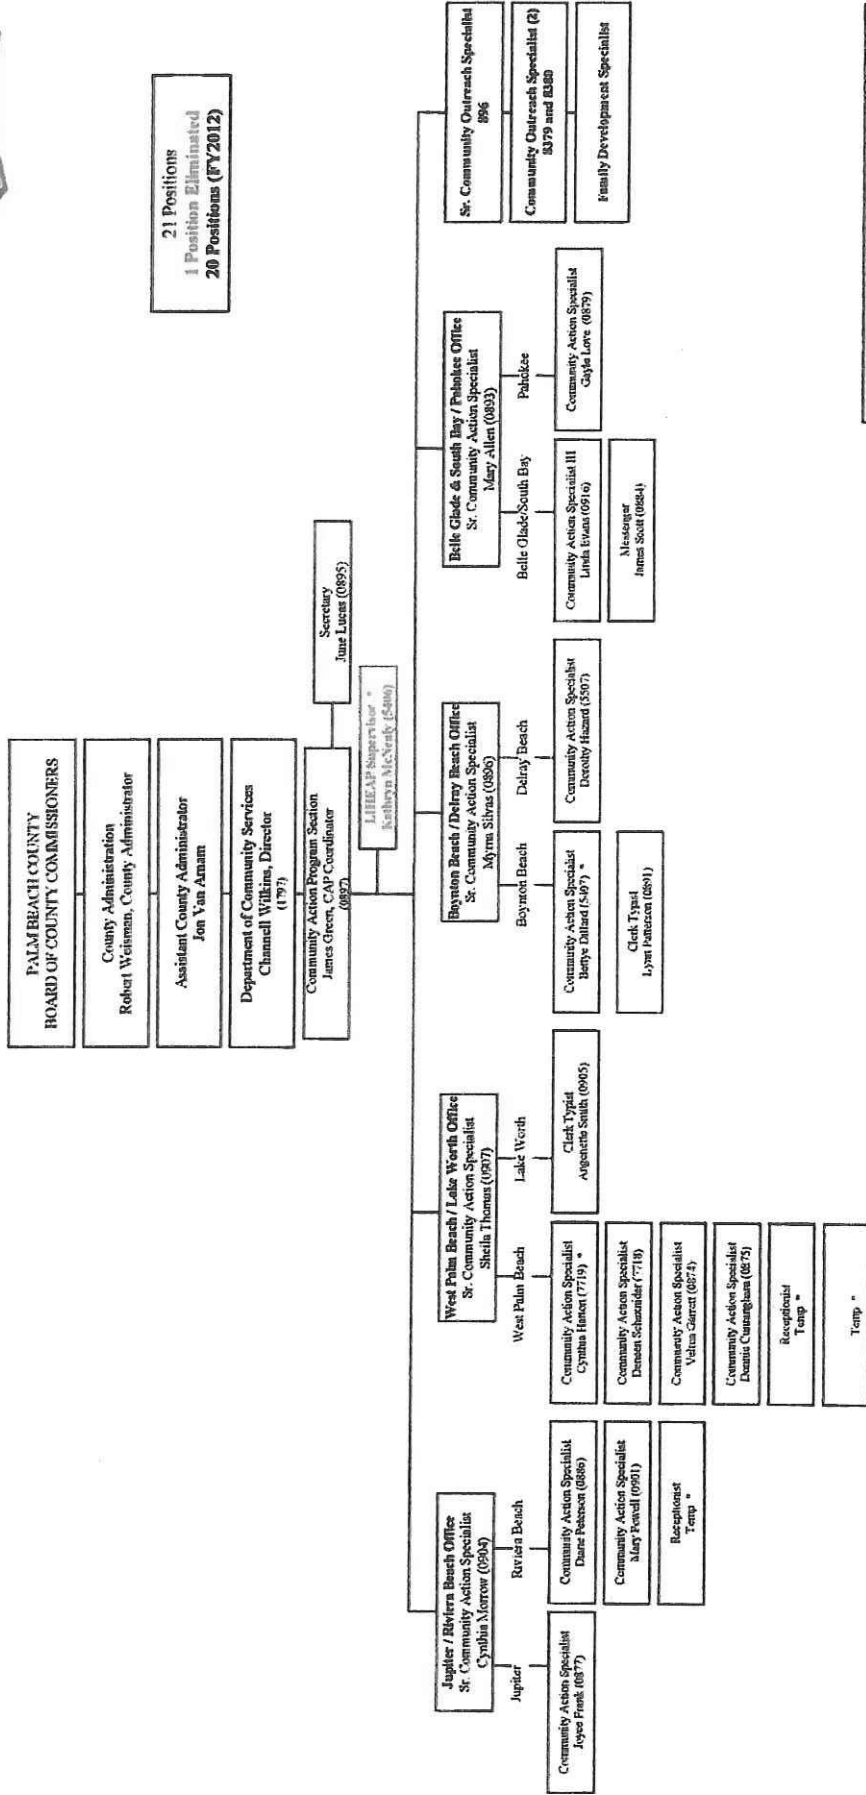 21 Positions
1 Position Eliminated
20 Positions (FY2012)
PALM BEACH COUNTY
BOARD OF COUNTY COMMISSIONERS
County Administration
Robert Weisman, County Administrator
Assistant County Administrator
Jon Van Arnam
Department of Community Services
Channell Wilkins, Director
(1797)
Community Action Program Section
James Green, CAP Coordinator
(0897)
Secretary
June Lucas (0895)
LIHEAP Supervisor *
Kathryn McNealy (5406)
Jupiter / Riviera Beach Office
Sr. Community Action Specialist
Cynthia Morrow (0904)
Jupiter
Riviera Beach
Community Action Specialist
Joyce Frank (0877)
Community Action Specialist
Diane Peterson (0886)
Community Action Specialist
Mary Powell (0901)
Receptionist
Temp *
West Palm Beach / Lake Worth Office
Sr. Community Action Specialist
Sheila Thomas (0907)
West Palm Beach
Lake Worth
Community Action Specialist
Cynthia Hatton (7719) *
Community Action Specialist
Deneen (7718)
Community Action Specialist
Velma Garrett (0874)
Community Action Specialist
Dennis Cunningham (0875)
Receptionist
Temp *
Temp *
Clerk Typist
Angenette Smith (0905)
Boynton Beach / Delray Beach Office
Sr. Community Action Specialist
Myrna Silvas (0896)
Boynton Beach
Delray Beach
Community Action Specialist
Bettye Dillard (5407) *
Clerk Typist
Lynn Patterson (0891)
Community Action Specialist
Dorothy Hazard (5507)
Belle Glade & South Bay / Pahokee Office
Sr. Community Action Specialist
Mary Allen (0893)
Belle Glade/South Bay
Pahokee
Community Action Specialist III
Linda Evans (0916)
Messenger
James Scott (0884)
Community Action Specialist
Gayle Love (0879)
Sr. Community Outreach Specialist
896
Community Outreach Specialist (2)
8379 and 8380
Family Development Specialist